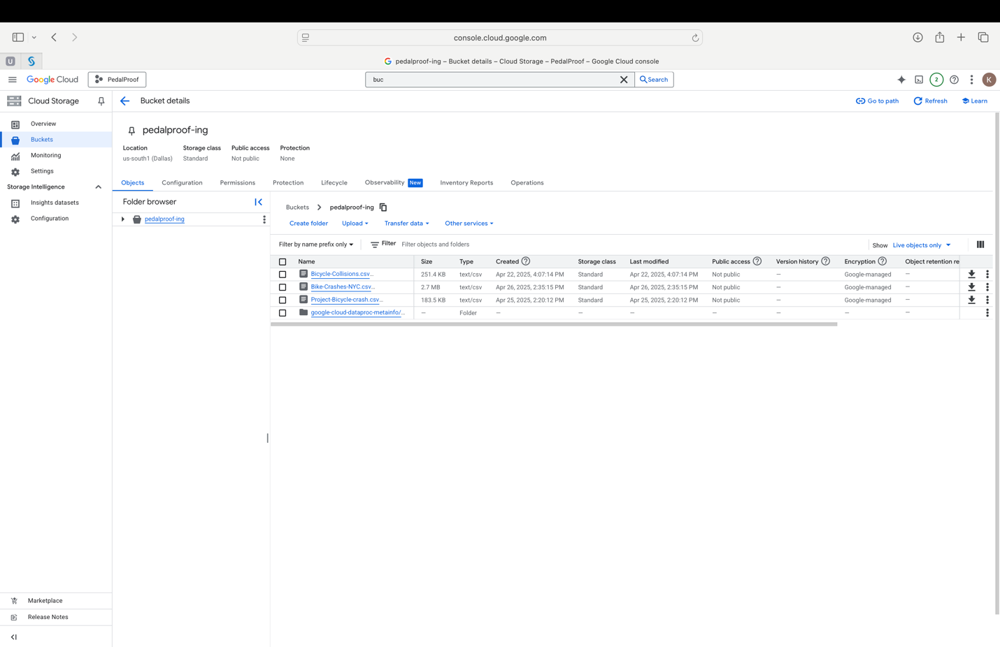 console.cloud.google.com
U
pedalproof-ing – Bucket details – Cloud Storage – PedalProof – Google Cloud console
Google Cloud
PedalProof
buc
Search
2
K
Cloud Storage
Bucket details
Go to path
Refresh
Learn
Overview
Buckets
Monitoring
Settings
Storage Intelligence
Insights datasets
Configuration
pedalproof-ing
Location Storage class Public access Protection
us-south1 (Dallas) Standard Not public None
Objects Configuration Permissions Protection Lifecycle Observability New Inventory Reports Operations
Folder browser
pedalproof-ing
Buckets pedalproof-ing
Create folder Upload Transfer data Other services
Filter by name prefix only Filter Filter objects and folders Show Live objects only
Name Size Type Created Storage class Last modified Public access Version history Encryption Object retention re
Bicycle-Collisions.csv... 251.4 KB text/csv Apr 22, 2025, 4:07:14 PM Standard Apr 22, 2025, 4:07:14 PM Not public — Google-managed —
Bike-Crashes-NYC.csv... 2.7 MB text/csv Apr 26, 2025, 2:35:15 PM Standard Apr 26, 2025, 2:35:15 PM Not public — Google-managed —
Project-Bicycle-crash.csv... 183.5 KB text/csv Apr 25, 2025, 2:20:12 PM Standard Apr 25, 2025, 2:20:12 PM Not public — Google-managed —
google-cloud-dataproc-metainfo/... — Folder — — — — — — —
Marketplace
Release Notes